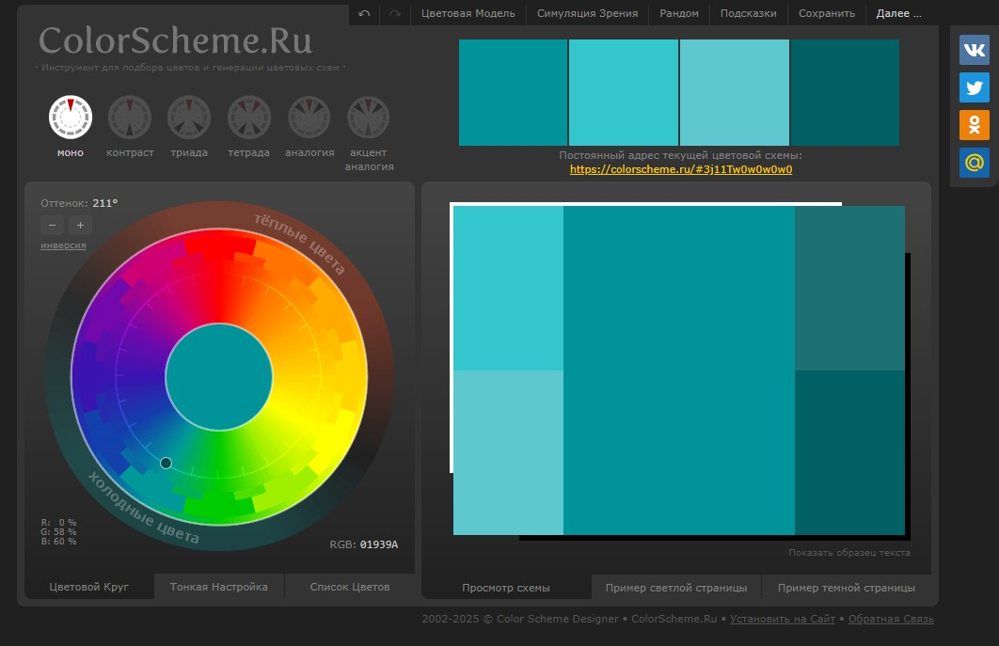 Цветовая Модель Симуляция Зрения Рандом Подсказки Сохранить Далее ...
ColorScheme.Ru
• Инструмент для подбора цветов и генерации цветовых схем •
моно контраст триада тетрада аналогия акцент аналогия
Постоянный адрес текущей цветовой схемы:
https://colorscheme.ru/#3j11Tw0w0w0w0
Оттенок: 211°
− +
инверсия
тёплые цвета
холодные цвета
R: 0 %
G: 58 %
B: 60 %
RGB: 01939A
Показать образец текста
Цветовой Круг Тонкая Настройка Список Цветов
Просмотр схемы Пример светлой страницы Пример темной страницы
2002-2025 © Color Scheme Designer • ColorScheme.Ru • Установить на Сайт • Обратная Связь